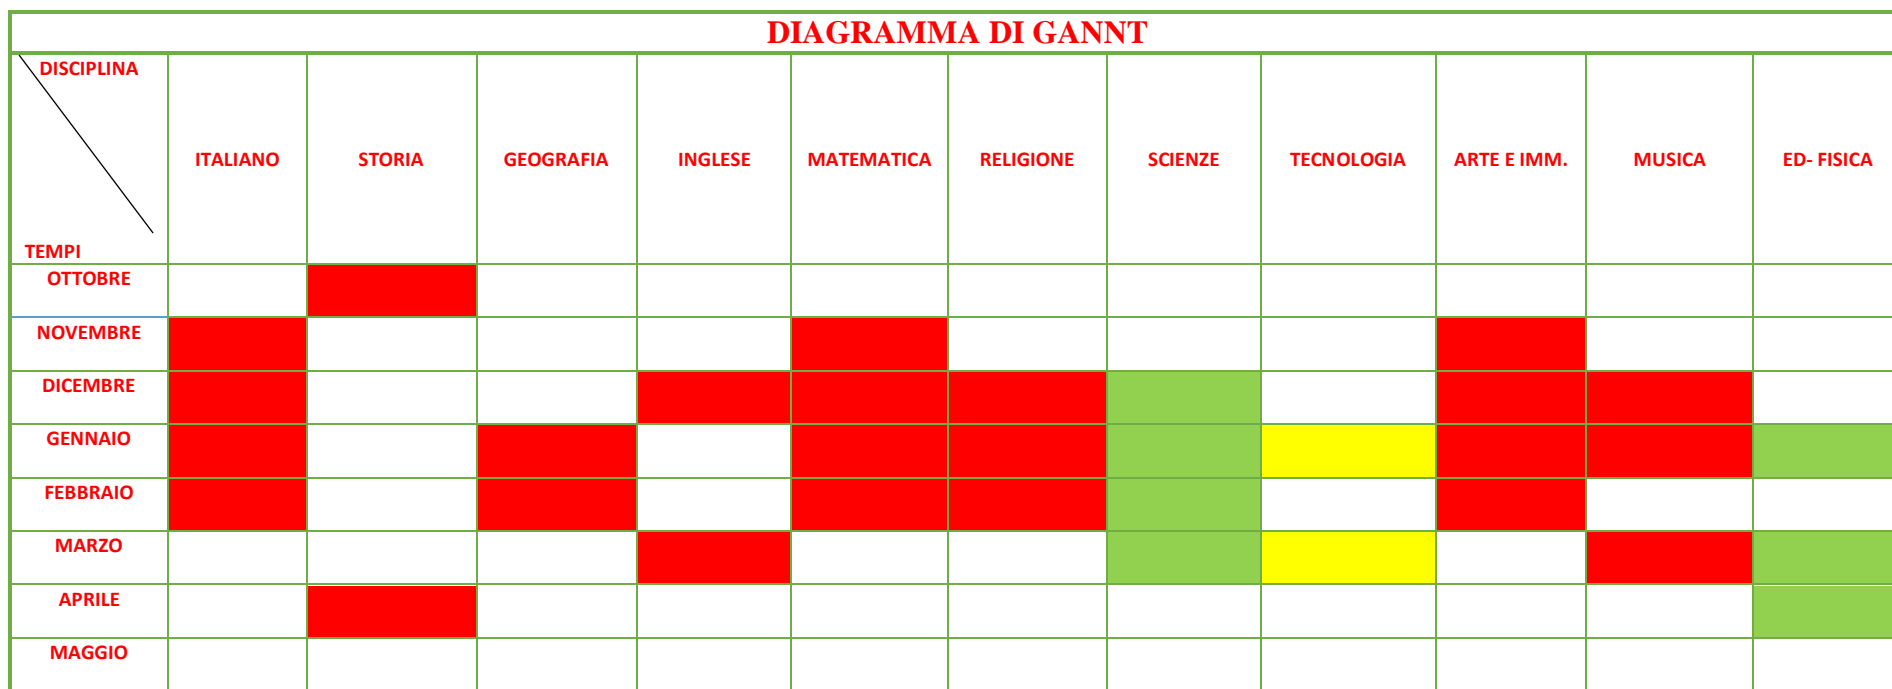 DIAGRAMMA DI GANNT
DISCIPLINA
TEMPI
ITALIANO
STORIA
GEOGRAFIA
INGLESE
MATEMATICA
RELIGIONE
SCIENZE
TECNOLOGIA
ARTE E IMM.
MUSICA
ED- FISICA
OTTOBRE
NOVEMBRE
DICEMBRE
GENNAIO
FEBBRAIO
MARZO
APRILE
MAGGIO